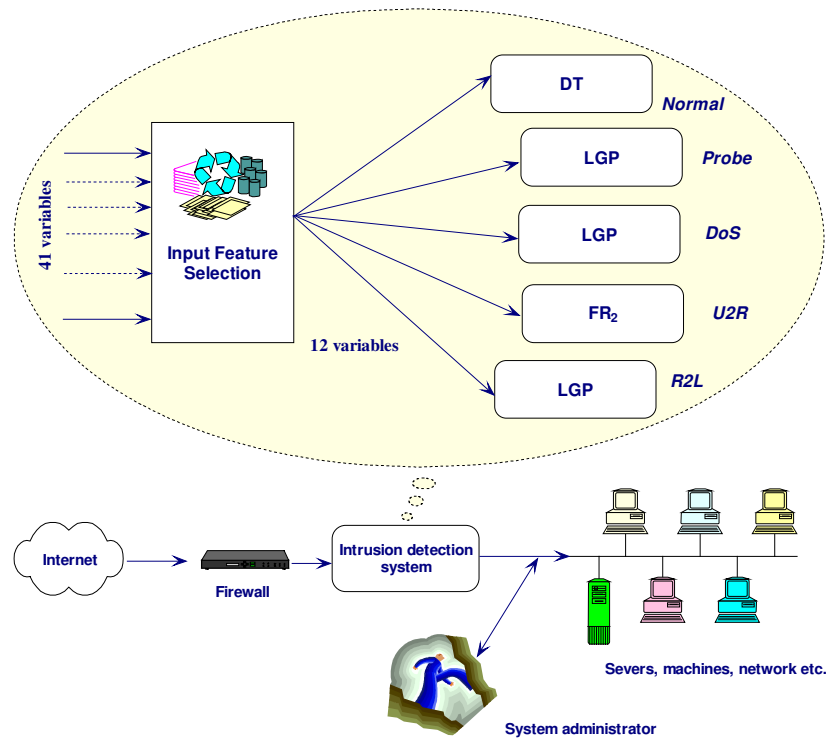 DT
Normal
LGP
Probe
41 variables
Input Feature
Selection
LGP
DoS
FR₂
U2R
12 variables
LGP
R2L
Internet
Firewall
Intrusion detection
system
Severs, machines, network etc.
System administrator